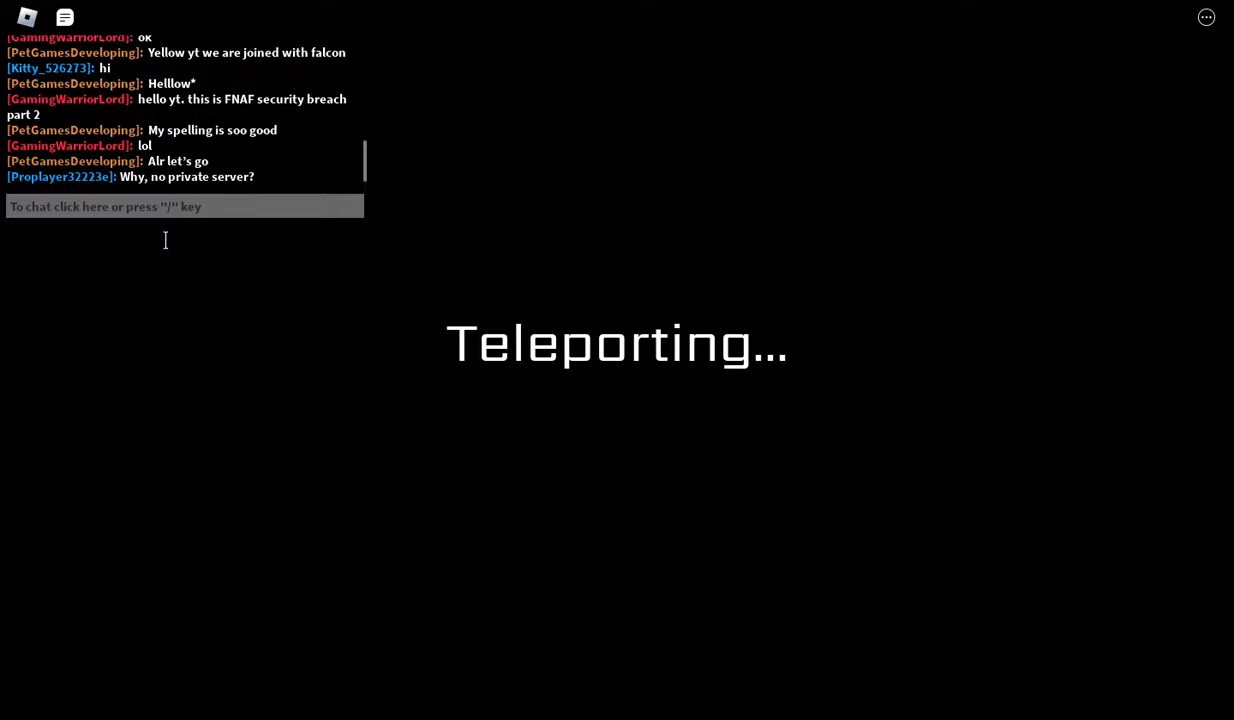 [GamingWarriorLord]: ok
[PetGamesDeveloping]: Yellow yt we are joined with falcon
[Kitty_526273]: hi
[PetGamesDeveloping]: Helllow*
[GamingWarriorLord]: hello yt. this is FNAF security breach
part 2
[PetGamesDeveloping]: My spelling is soo good
[GamingWarriorLord]: lol
[PetGamesDeveloping]: Alr let's go
[Proplayer32223e]: Why, no private server?
To chat click here or press "/" key
Teleporting...